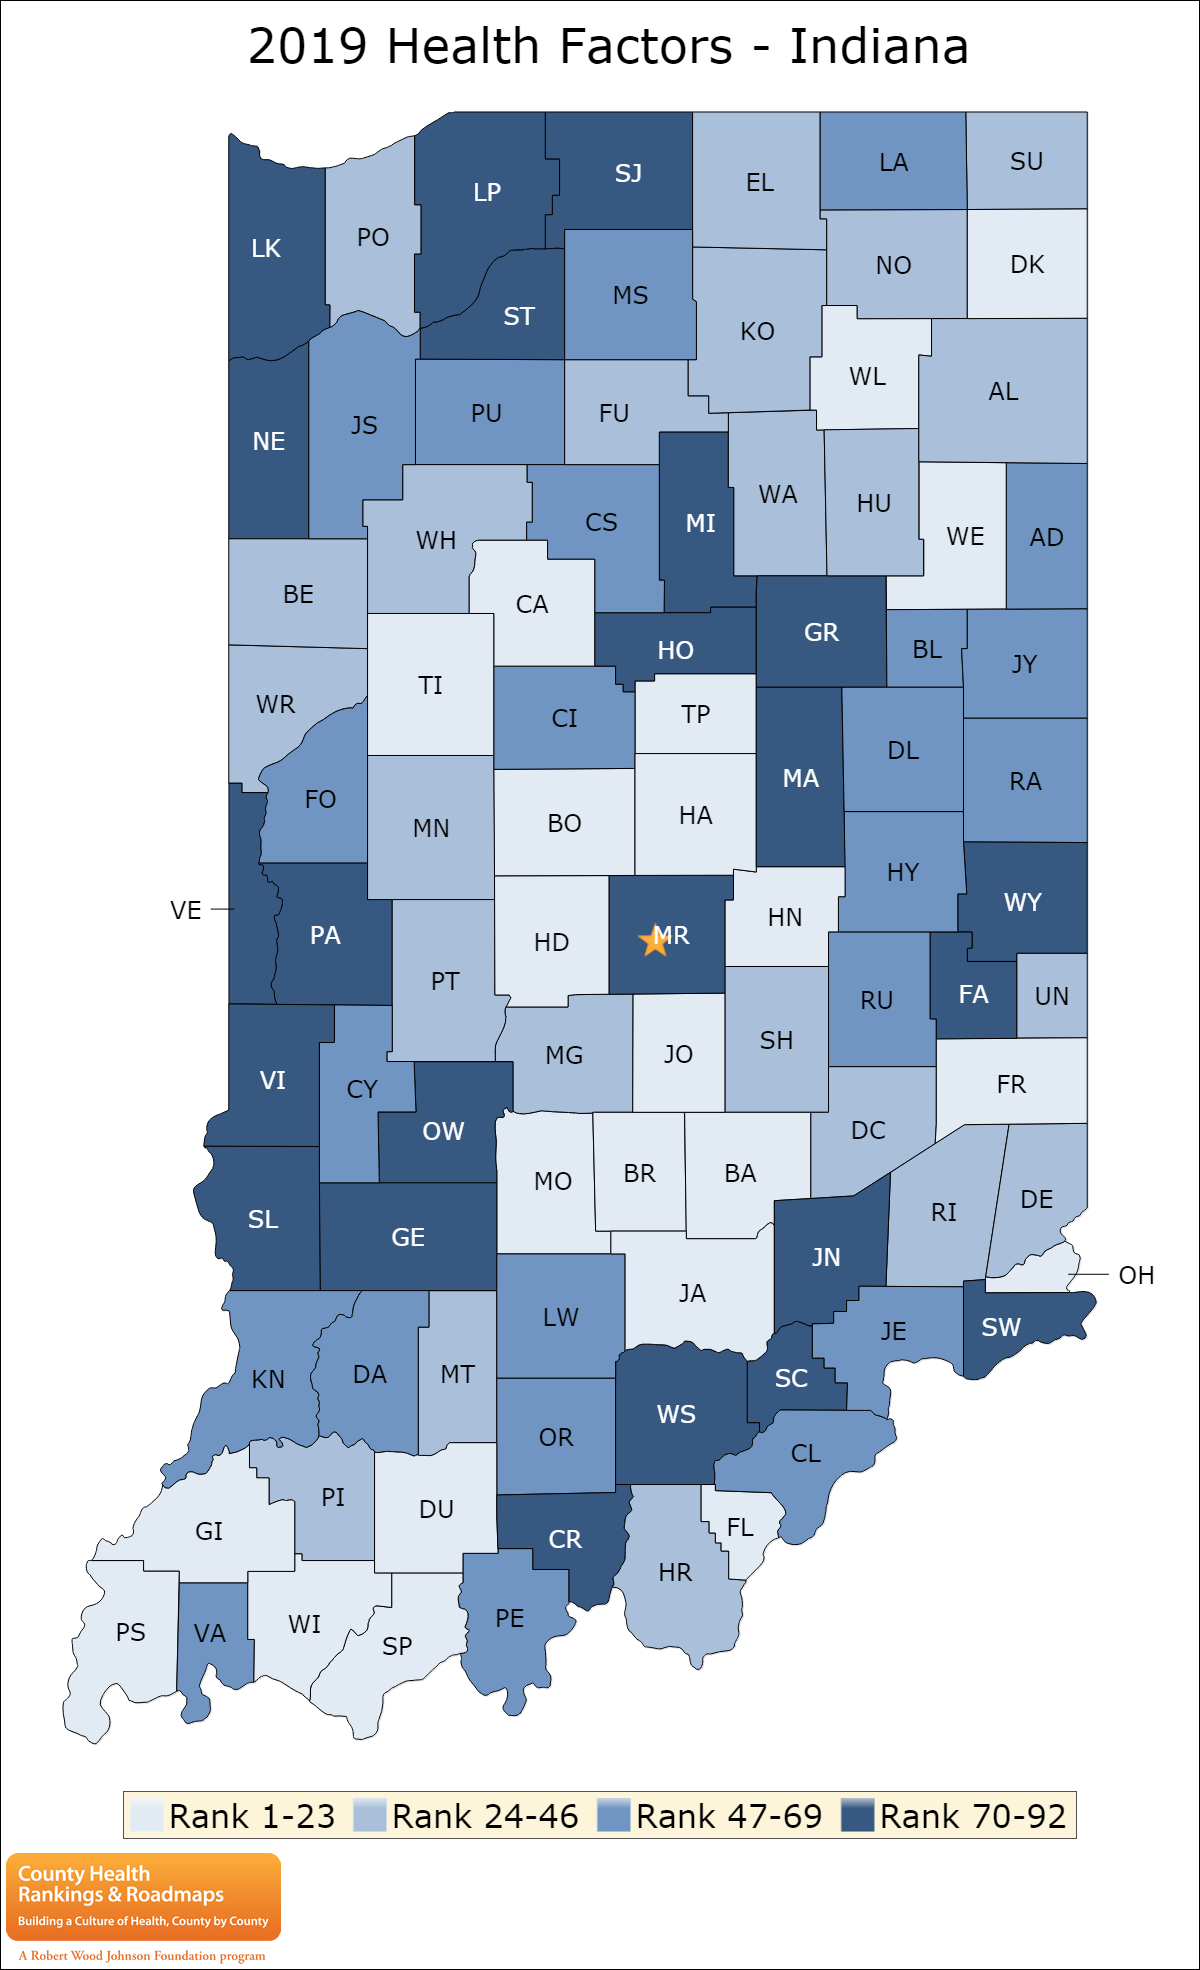 2019 Health Factors - Indiana
LA
SU
SJ
EL
LP
PO
LK
NO
DK
MS
ST
KO
WL
AL
PU
FU
JS
NE
WA
HU
CS
MI
WE
AD
WH
BE
CA
GR
HO
BL
JY
TI
WR
TP
CI
DL
MA
RA
FO
HA
BO
MN
HY
WY
VE
HN
PA
MR
HD
PT
FA
UN
RU
SH
MG
JO
VI
CY
FR
OW
DC
MO
BR
BA
DE
RI
SL
GE
JN
OH
JA
LW
SW
JE
KN
DA
MT
SC
WS
OR
CL
PI
DU
GI
FL
CR
HR
PE
WI
PS
VA
SP
Rank 1-23 Rank 24-46 Rank 47-69 Rank 70-92
County Health
Rankings & Roadmaps
Building a Culture of Health, County by County
A Robert Wood Johnson Foundation program